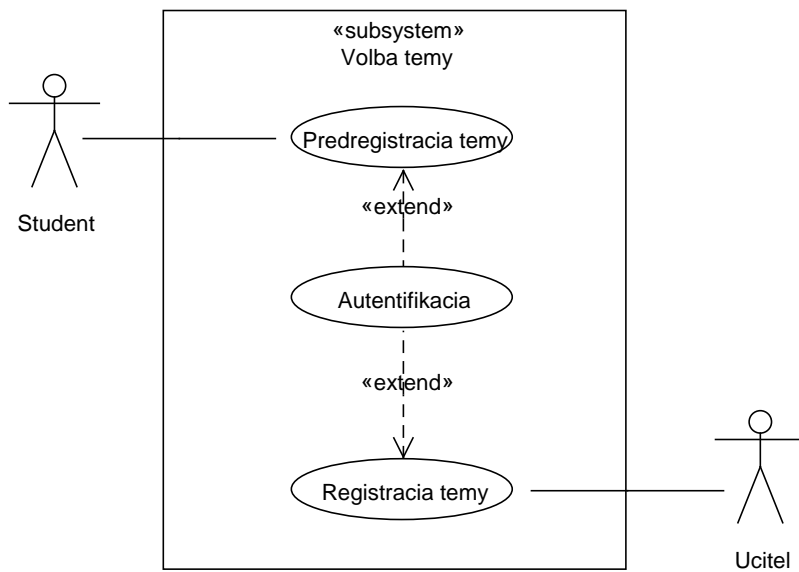 «subsystem»
Volba temy
Predregistracia temy
Student
«extend»
Autentifikacia
«extend»
Registracia temy
Ucitel